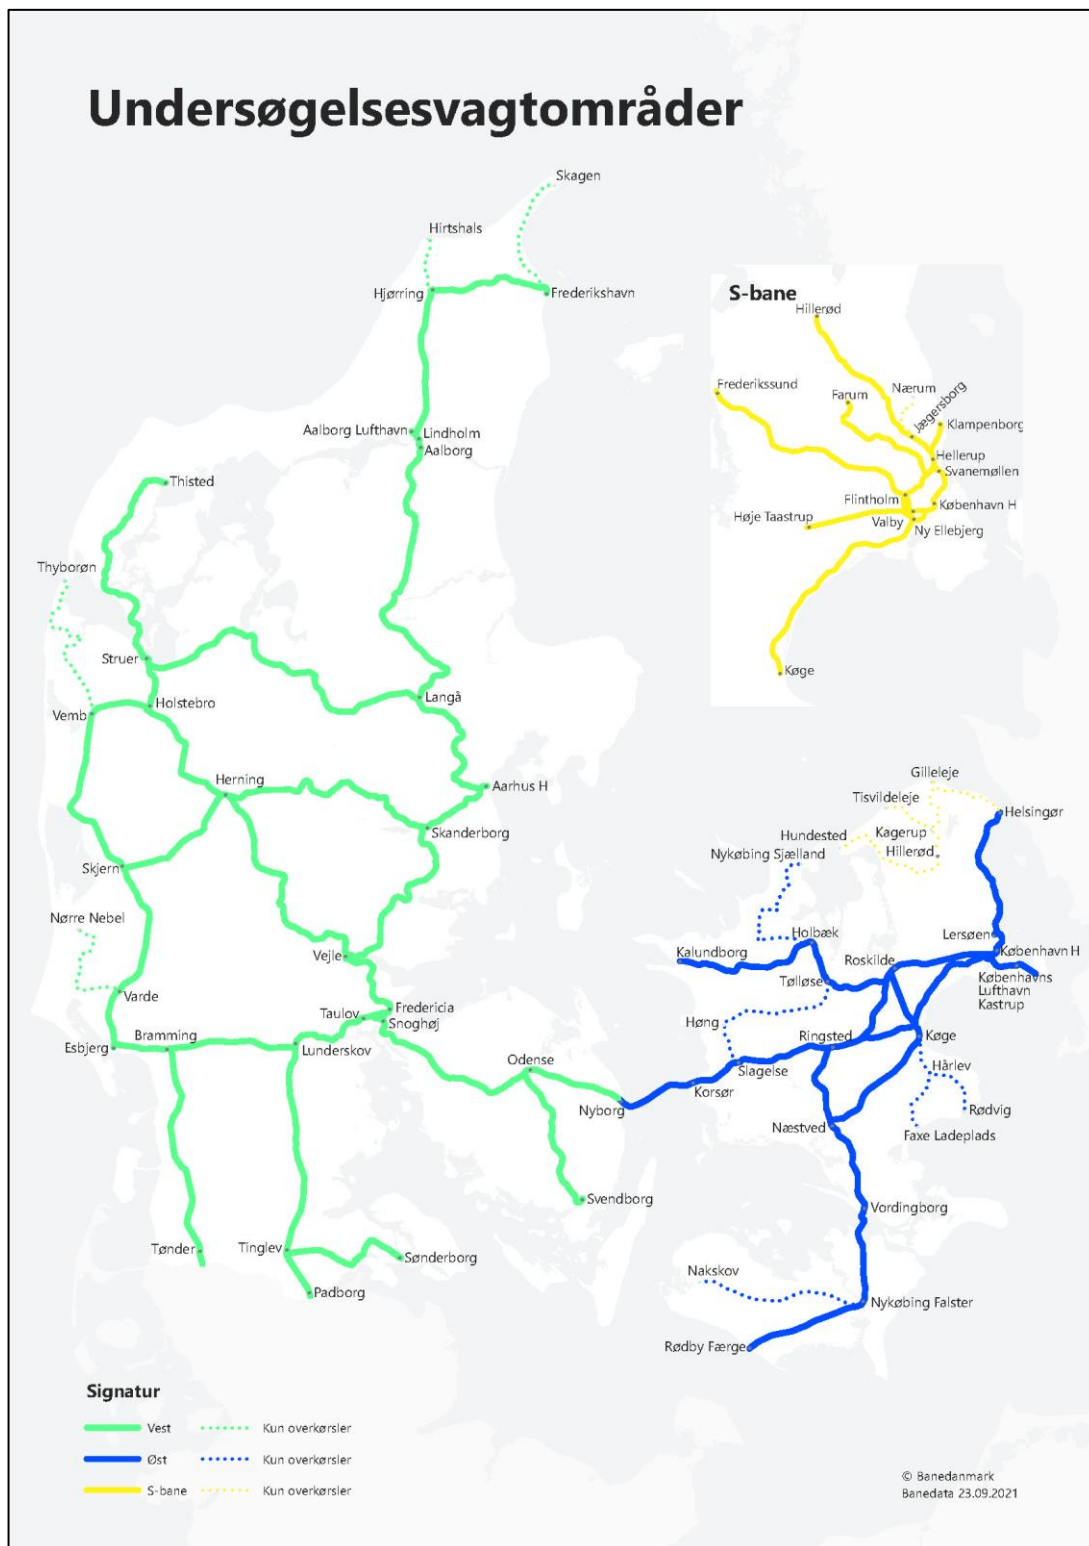 Undersøgelsesvagtområder
Skagen
Hirtshals
Hjørring
Frederikshavn
Aalborg Lufthavn
Lindholm
Aalborg
Thisted
Thyborøn
Struer
Holstebro
Vemb
Langå
Herning
Aarhus H
Skanderborg
Skjern
Nørre Nebel
Vejle
Varde
Fredericia
Taulov
Snoghøj
Esbjerg
Bramming
Lunderskov
Odense
Nyborg
Svendborg
Tønder
Tinglev
Sønderborg
Padborg
S-bane
Hillerød
Frederikssund
Farum
Nærum
Jægersborg
Klampenborg
Hellerup
Svanemøllen
Flintholm
København H
Høje Taastrup
Valby
Ny Ellebjerg
Køge
Gilleleje
Tisvildeleje
Helsingør
Hundested
Kagerup
Nykøbing Sjælland
Hillerød
Lersøen
Holbæk
København H
Kalundborg
Roskilde
Københavns
Lufthavn
Kastrup
Tølløse
Høng
Ringsted
Køge
Slagelse
Hårlev
Korsør
Rødvig
Næstved
Faxe Ladeplads
Vordingborg
Nakskov
Nykøbing Falster
Rødby Færge
Signatur
Vest Kun overkørsler
Øst Kun overkørsler
S-bane Kun overkørsler
© Banedanmark
Banedata 23.09.2021